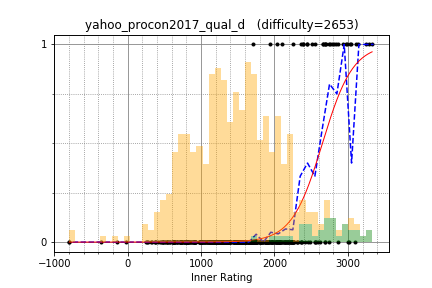 yahoo_procon2017_qual_d (difficulty=2653)
1
0
-1000 0 1000 2000 3000
Inner Rating